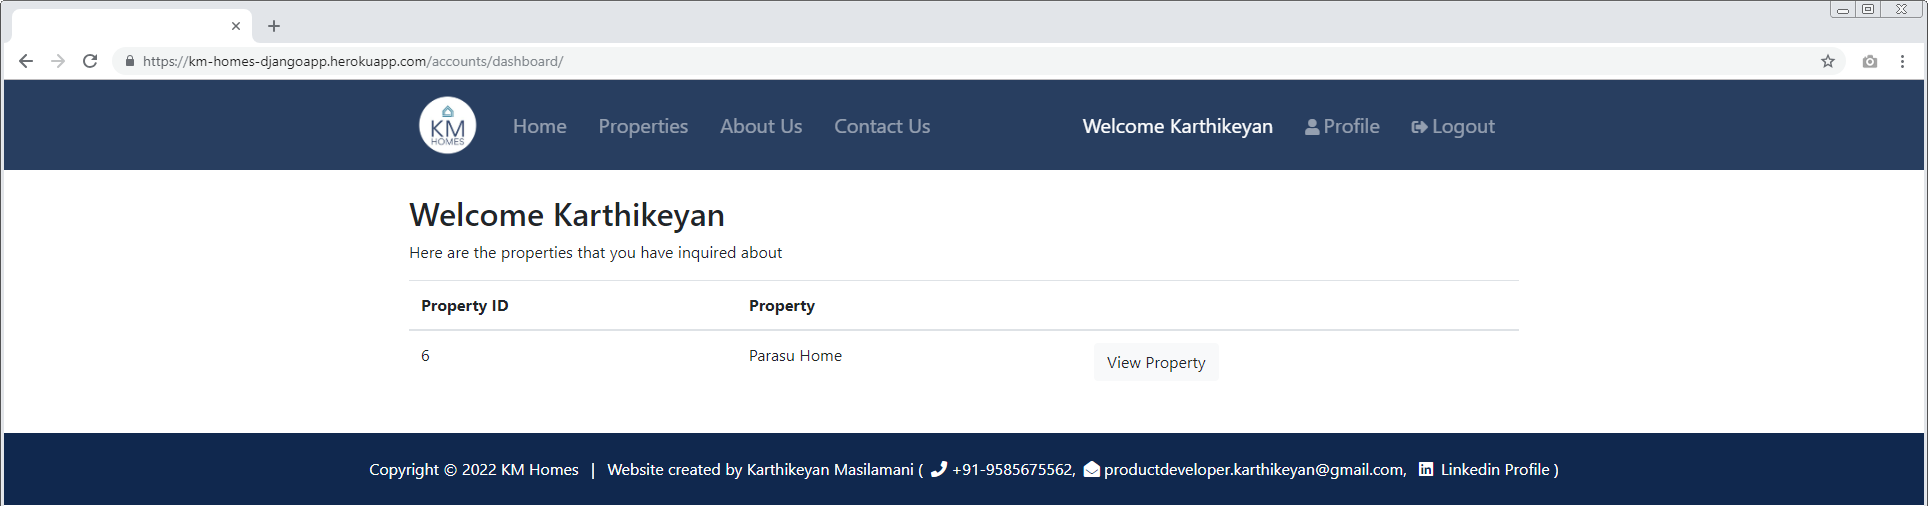 https://km-homes-djangoapp.herokuapp.com/accounts/dashboard/
KM
HOMES
Home Properties About Us Contact Us Welcome Karthikeyan Profile Logout
Welcome Karthikeyan
Here are the properties that you have inquired about
Property ID Property
6 Parasu Home View Property
Copyright © 2022 KM Homes | Website created by Karthikeyan Masilamani ( +91-9585675562, productdeveloper.karthikeyan@gmail.com, in Linkedin Profile )